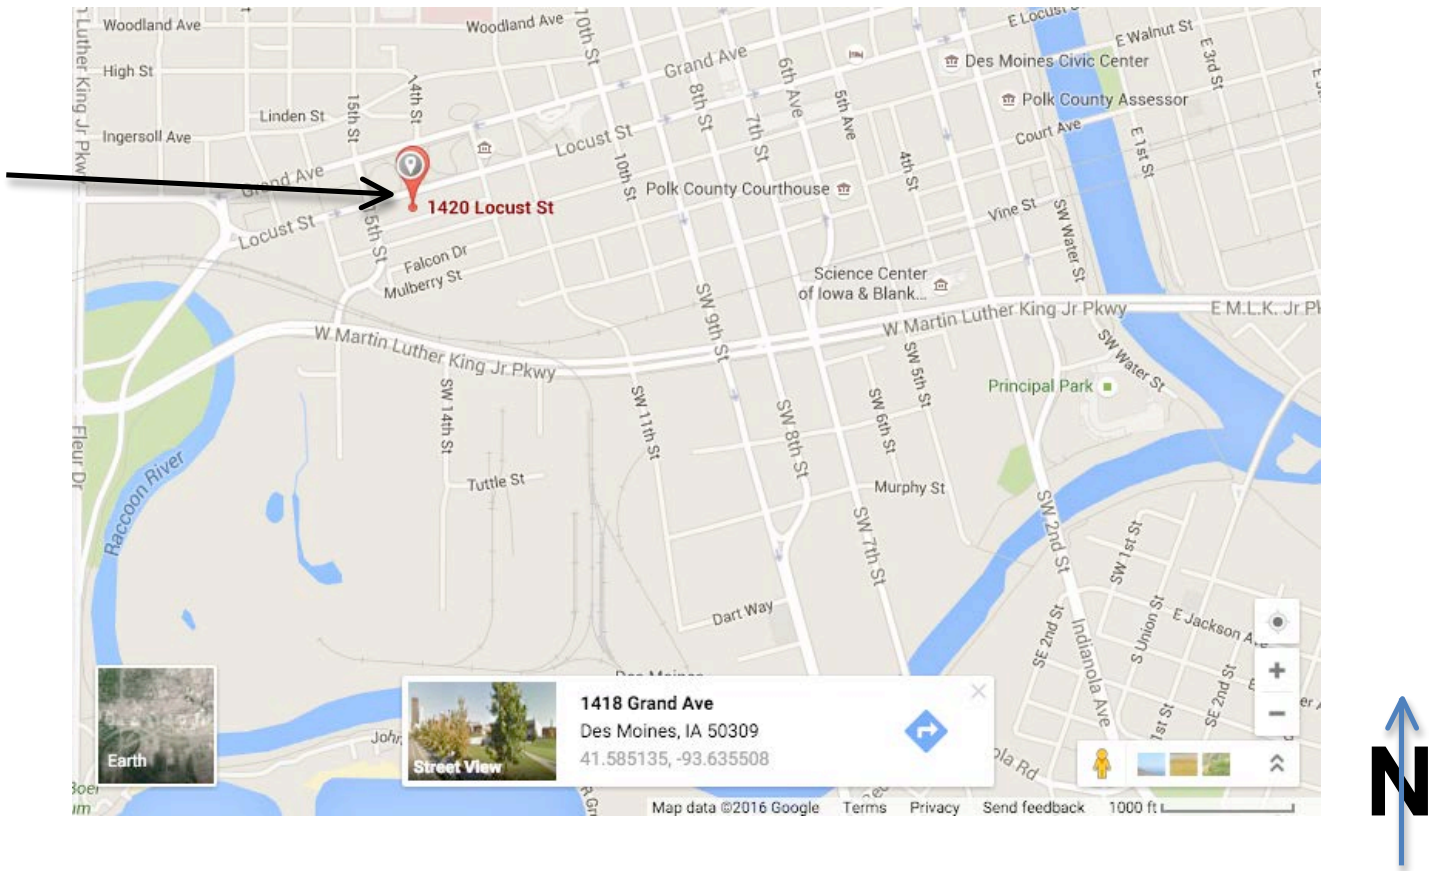 Woodland Ave
Woodland Ave
10th St
E Locust
E Walnut St
E 3rd St
Luther King Jr Pkwy
High St
14th St
Grand Ave
6th Ave
Des Moines Civic Center
15th St
Linden St
8th St
5th Ave
Polk County Assessor
Ingersoll Ave
Locust St
7th St
Court Ave
E 1st St
Grand Ave
10th St
4th St
Polk County Courthouse
1420 Locust St
Vine St
SW Water St
Locust St
15th St
Falcon Dr
Mulberry St
Science Center
of Iowa & Blank...
SW 9th St
W Martin Luther King Jr Pkwy
E M.L.K. Jr
W Martin Luther King Jr Pkwy
SW 5th St
SW Water St
SW 14th St
SW 11th St
SW 8th St
SW 6th St
Principal Park
Fleur Dr
Raccoon River
Tuttle St
Murphy St
SW 7th St
SW 2nd St
SW 1st St
Dart Way
SE 2nd St
Indianola Ave
S Union St
E Jackson
SE 2nd St
1st St
Des Moines
Earth
Street View
1418 Grand Ave
Des Moines, IA 50309
41.585135, -93.635508
ola Rd
N
Map data ©2016 Google Terms Privacy Send feedback 1000 ft